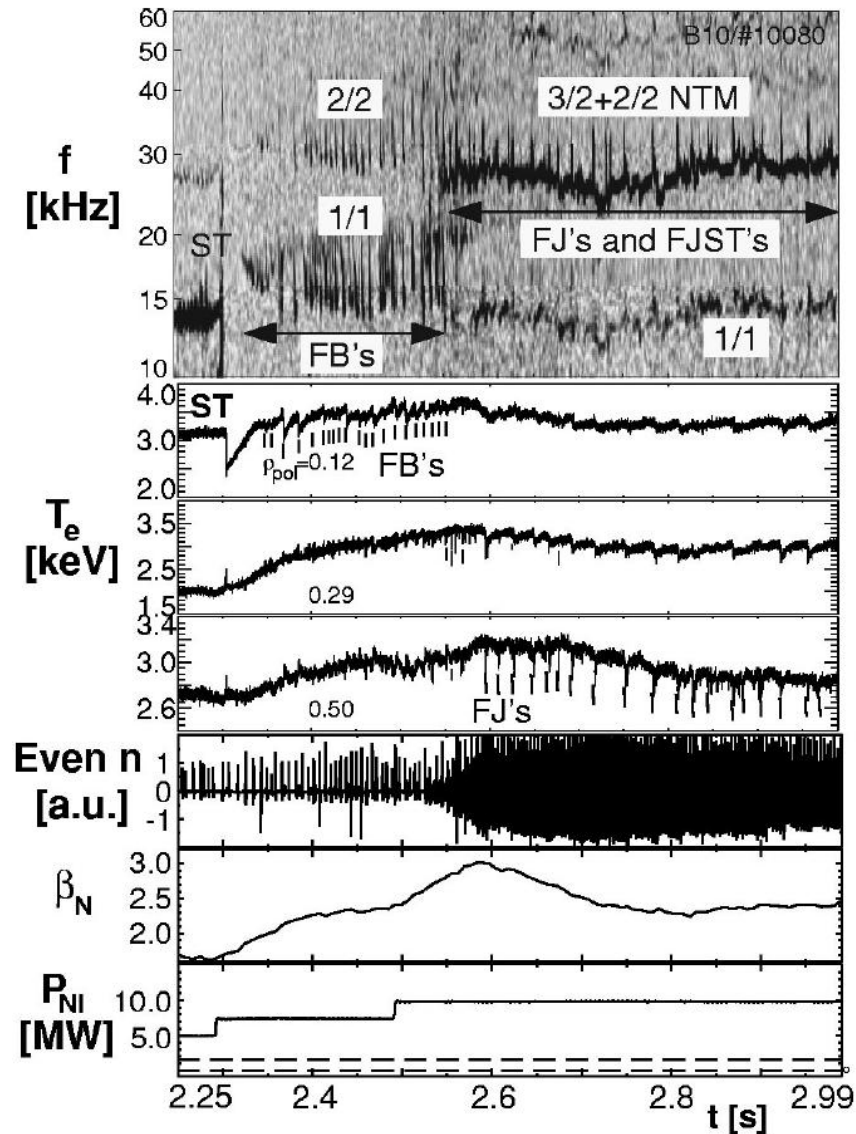 60
50
40
30
20
15
10
f
[kHz]
B10/#10080
2/2
3/2+2/2 NTM
1/1
ST
FJ's and FJST's
FB's
1/1
4.0
3.0
2.0
ST
ρpol=0.12
FB's
Te
[keV]
3.5
2.5
1.5
0.29
3.4
3.0
2.6
0.50
FJ's
Even n
[a.u.]
1
0
-1
βN
3.0
2.5
2.0
PNI
[MW]
10.0
5.0
2.25
2.4
2.6
2.8
2.99
t [s]